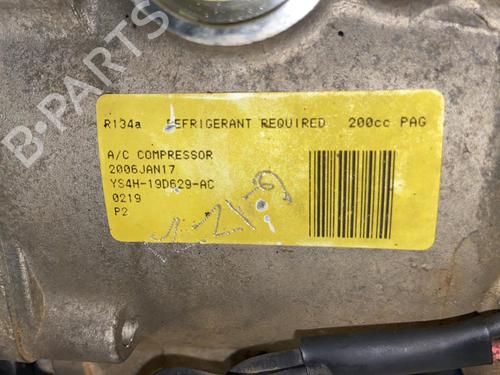 R134a REFRIGERANT REQUIRED 200cc PAG
A/C COMPRESSOR
2006JAN17
YS4H-19D629-AC
0219
P2
B-PARTS